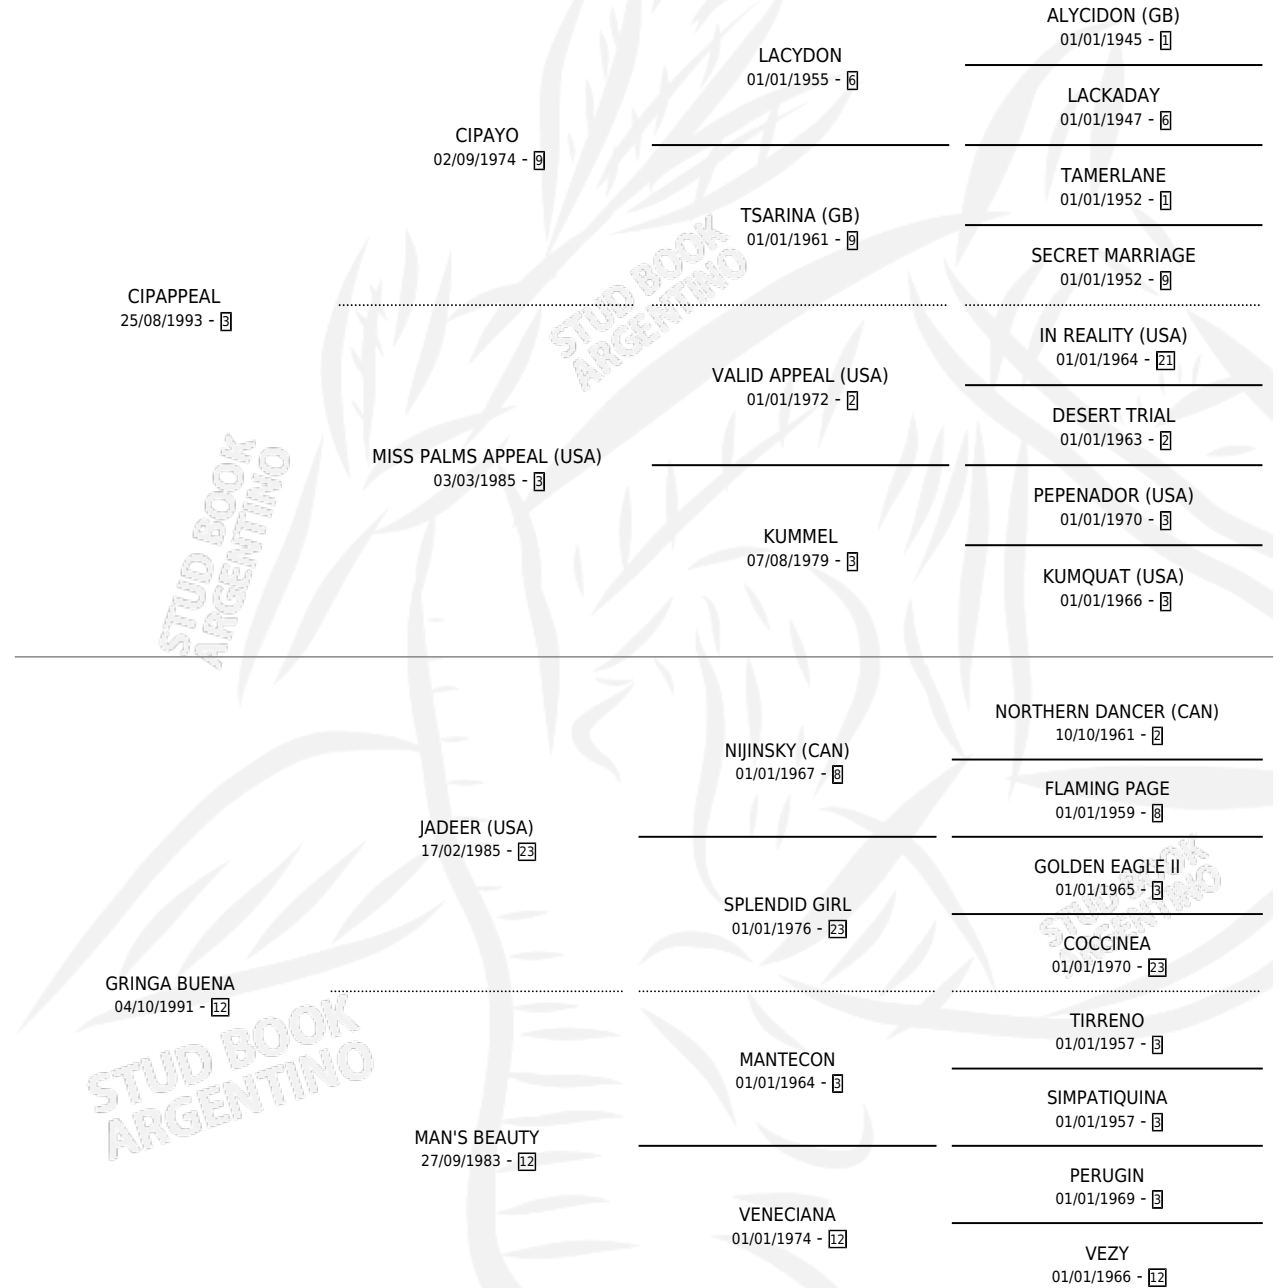 ALYCIDON (GB)
01/01/1945 - 1
LACYDON
01/01/1955 - 6
LACKADAY
01/01/1947 - 6
CIPAYO
02/09/1974 - 9
TAMERLANE
01/01/1952 - 1
TSARINA (GB)
01/01/1961 - 9
SECRET MARRIAGE
01/01/1952 - 9
CIPAPPEAL
25/08/1993 - 3
STUD BOOK
ARGENTINO
IN REALITY (USA)
01/01/1964 - 21
VALID APPEAL (USA)
01/01/1972 - 2
DESERT TRIAL
01/01/1963 - 2
MISS PALMS APPEAL (USA)
03/03/1985 - 3
PEPENADOR (USA)
01/01/1970 - 3
KUMMEL
07/08/1979 - 3
KUMQUAT (USA)
01/01/1966 - 3
STUD BOOK
ARGENTINO
NORTHERN DANCER (CAN)
10/10/1961 - 2
NIJINSKY (CAN)
01/01/1967 - 8
FLAMING PAGE
01/01/1959 - 8
JADEER (USA)
17/02/1985 - 23
GOLDEN EAGLE II
01/01/1965 - 3
SPLENDID GIRL
01/01/1976 - 23
STUD BOOK
ARGENTINO
COCCINEA
01/01/1970 - 23
GRINGA BUENA
04/10/1991 - 12
TIRRENO
01/01/1957 - 3
MANTECON
01/01/1964 - 3
SIMPATIQUINA
01/01/1957 - 3
STUD BOOK
ARGENTINO
MAN'S BEAUTY
27/09/1983 - 12
PERUGIN
01/01/1969 - 3
VENECIANA
01/01/1974 - 12
VEZY
01/01/1966 - 12